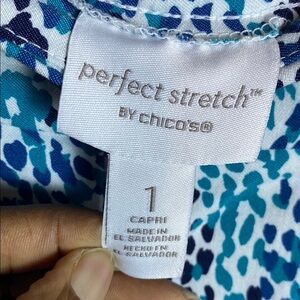 perfect stretch™
BY chico's®
1
CAPRI
MADE IN
EL SALVADOR
HECHO EN
EL SALVADOR